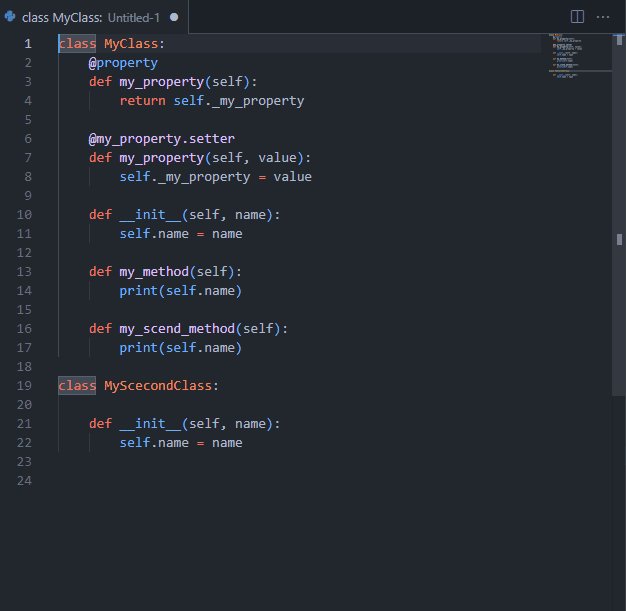 class MyClass: Untitled-1
1 class MyClass:
2     @property
3     def my_property(self):
4         return self._my_property
5
6     @my_property.setter
7     def my_property(self, value):
8         self._my_property = value
9
10     def __init__(self, name):
11         self.name = name
12
13     def my_method(self):
14         print(self.name)
15
16     def my_scend_method(self):
17         print(self.name)
18
19 class MyScecondClass:
20
21     def __init__(self, name):
22         self.name = name
23
24